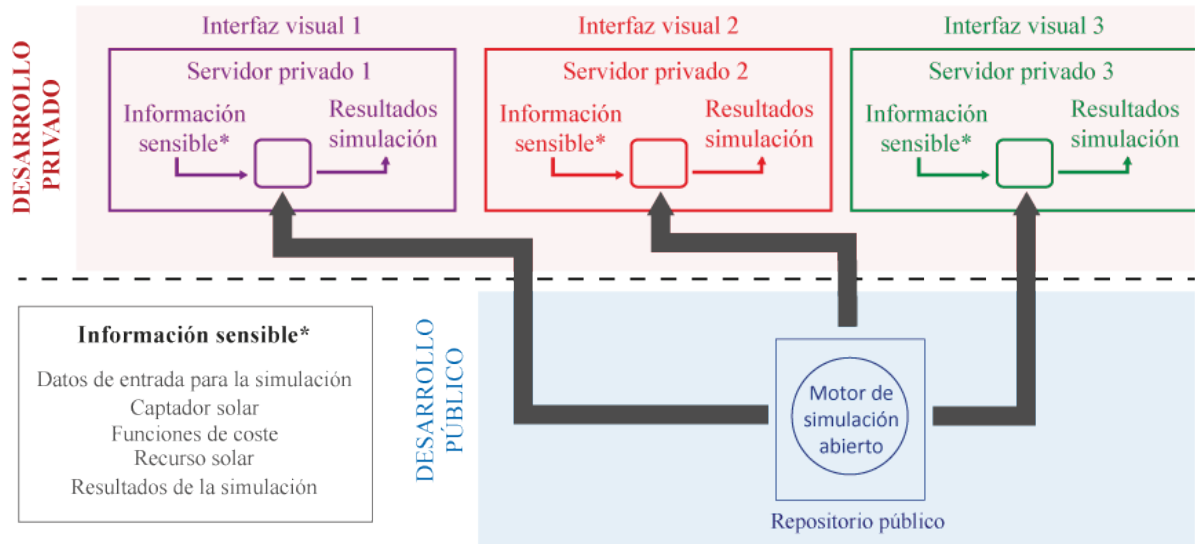 DESARROLLO
PRIVADO
Interfaz visual 1
Servidor privado 1
Información
sensible*
Resultados
simulación
Interfaz visual 2
Servidor privado 2
Información
sensible*
Resultados
simulación
Interfaz visual 3
Servidor privado 3
Información
sensible*
Resultados
simulación
Información sensible*
Datos de entrada para la simulación
Captador solar
Funciones de coste
Recurso solar
Resultados de la simulación
DESARROLLO
PÚBLICO
Motor de
simulación
abierto
Repositorio público